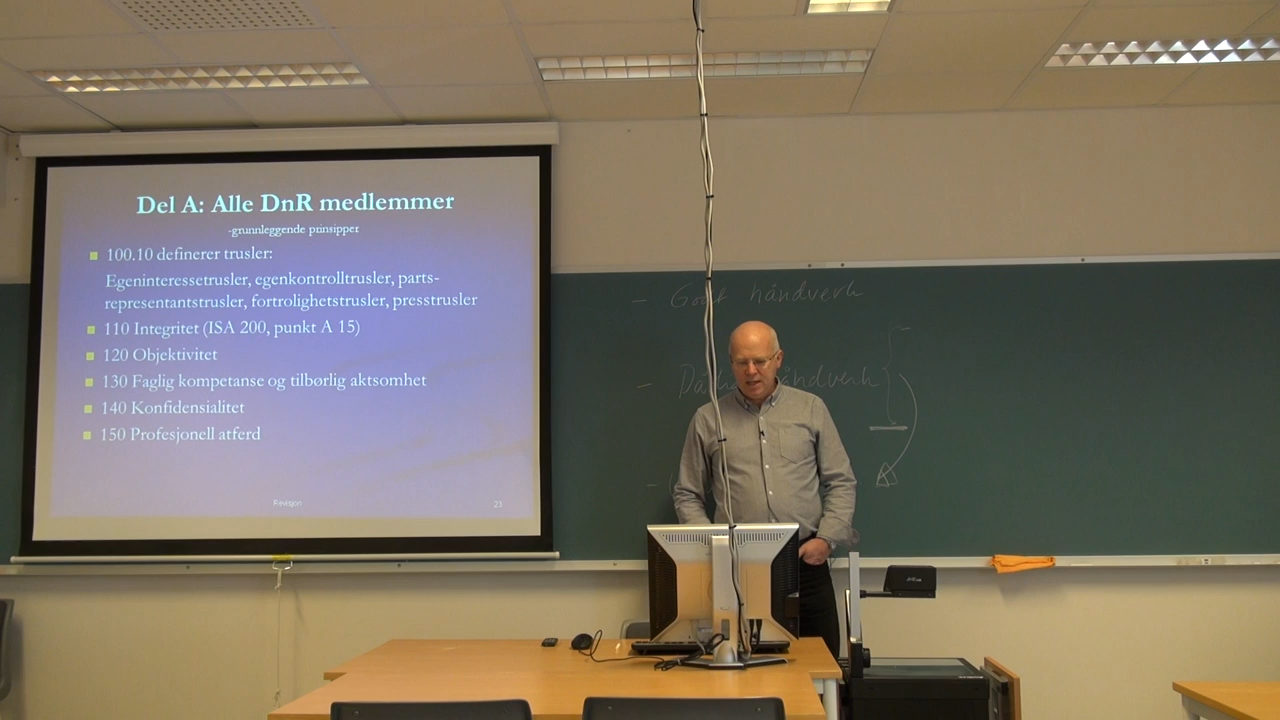 Del A: Alle DnR medlemmer
-grunnleggende prinsipper
100.10 definerer trusler:
Egeninteressetrusler, egenkontrolltrusler, parts-
representantstrusler, fortrolighetstrusler, presstrusler
110 Integritet (ISA 200, punkt A 15)
120 Objektivitet
130 Faglig kompetanse og tilbørlig aktsomhet
140 Konfidensialitet
150 Profesjonell atferd
Revisjon
23
- Godt håndverk
- håndverk
-